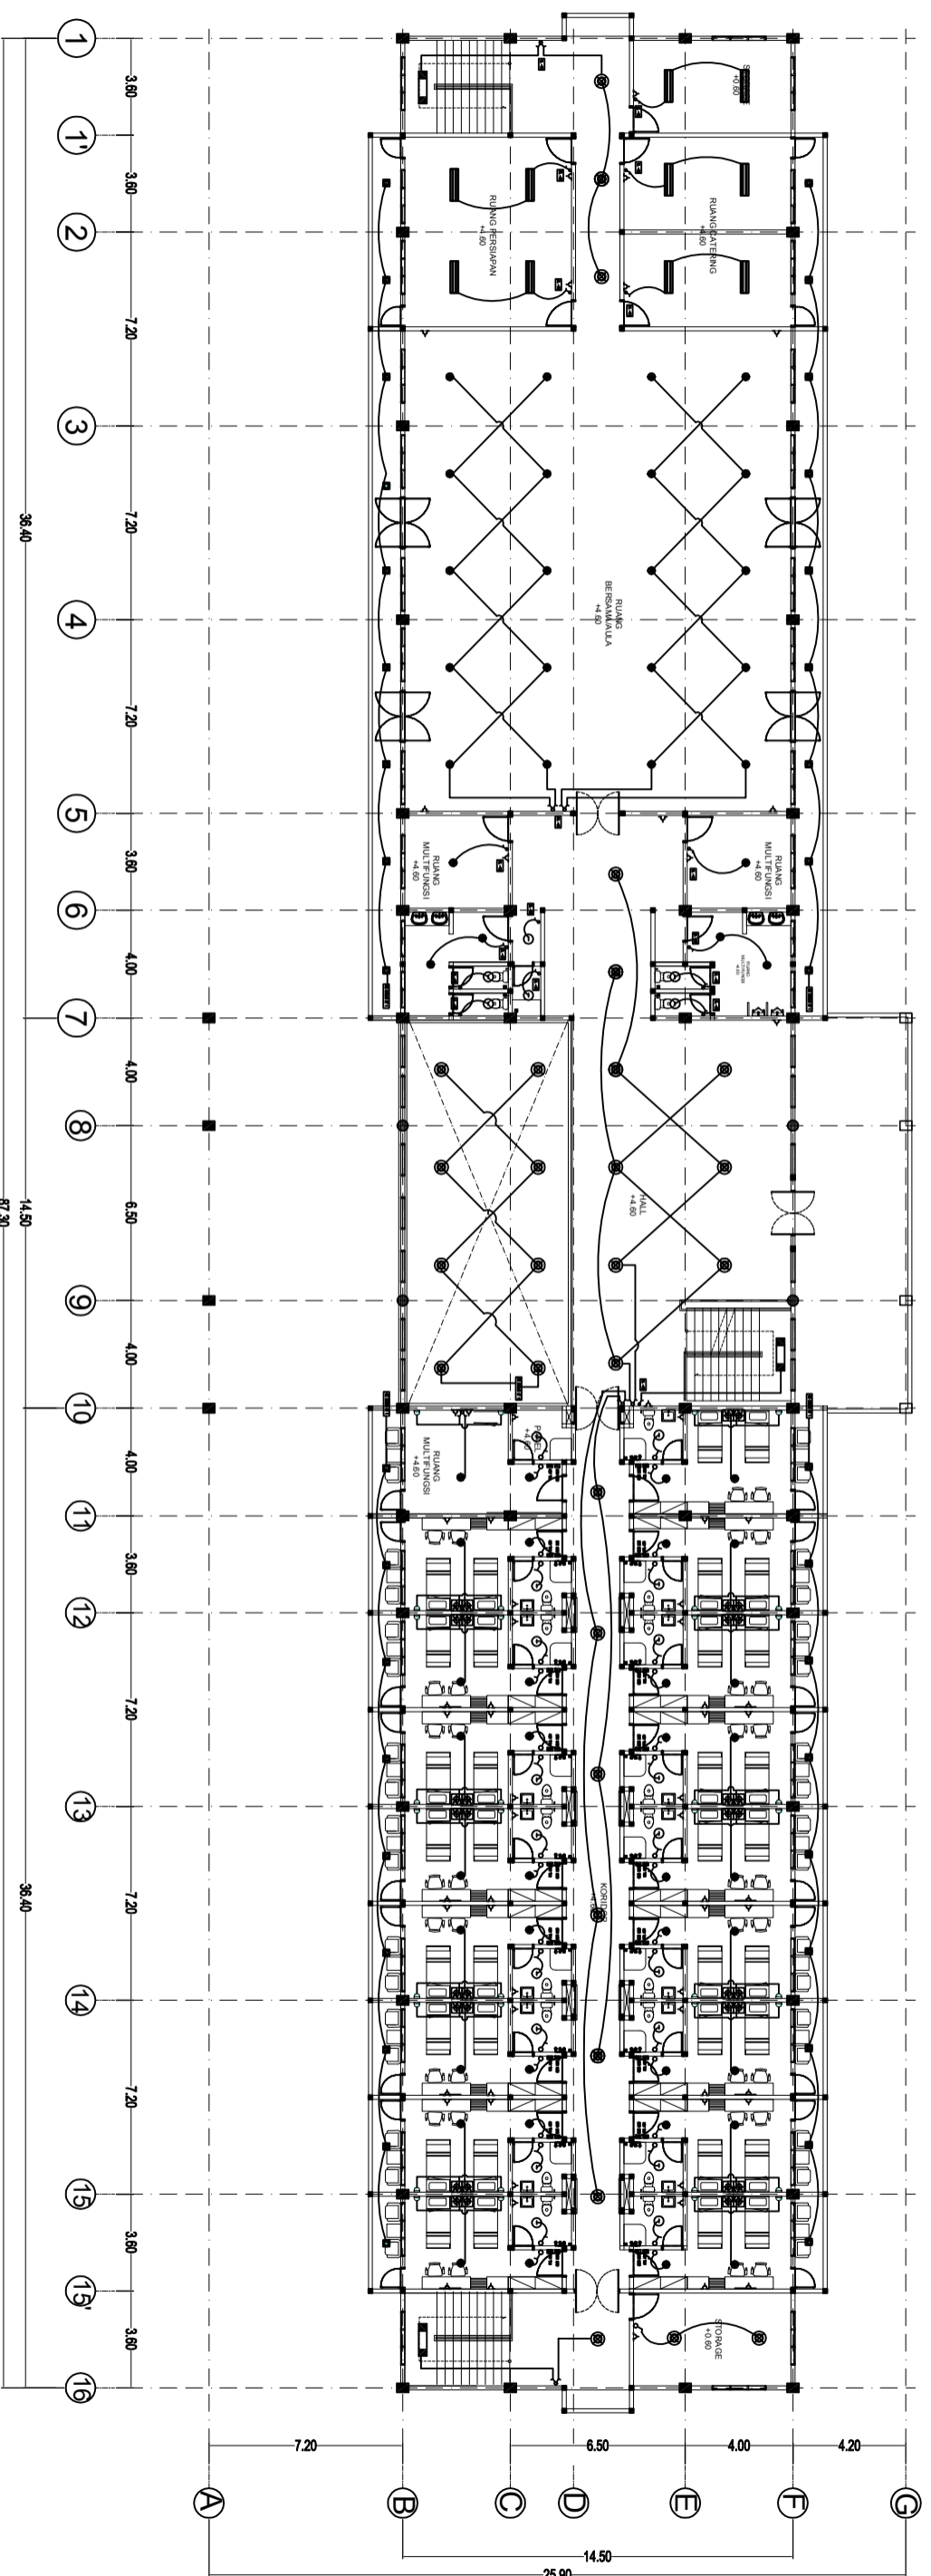 1
3.60
1'
3.60
2
7.20
3
7.20
4
7.20
5
3.60
6
4.00
7
4.00
8
6.50
9
4.00
10
4.00
11
3.60
12
7.20
13
7.20
14
7.20
15
3.60
15'
3.60
16
36.40
14.50
36.40
87.30
+0.60
RUANG PERSIAPAN
+4.60
RUANG CATERING
+4.60
RUANG
BERSAMA/AULA
+4.60
RUANG
MULTIFUNGSI
+4.60
RUANG
MULTIFUNGSI
+4.60
RUANG
MULTIFUNGSI
HALL
+4.60
RUANG
MULTIFUNGSI
+4.60
PANEL
KORIDOR
STORAGE
+0.60
7.20
6.50
4.00
4.20
A
B
C
D
E
F
G
14.50
25.90